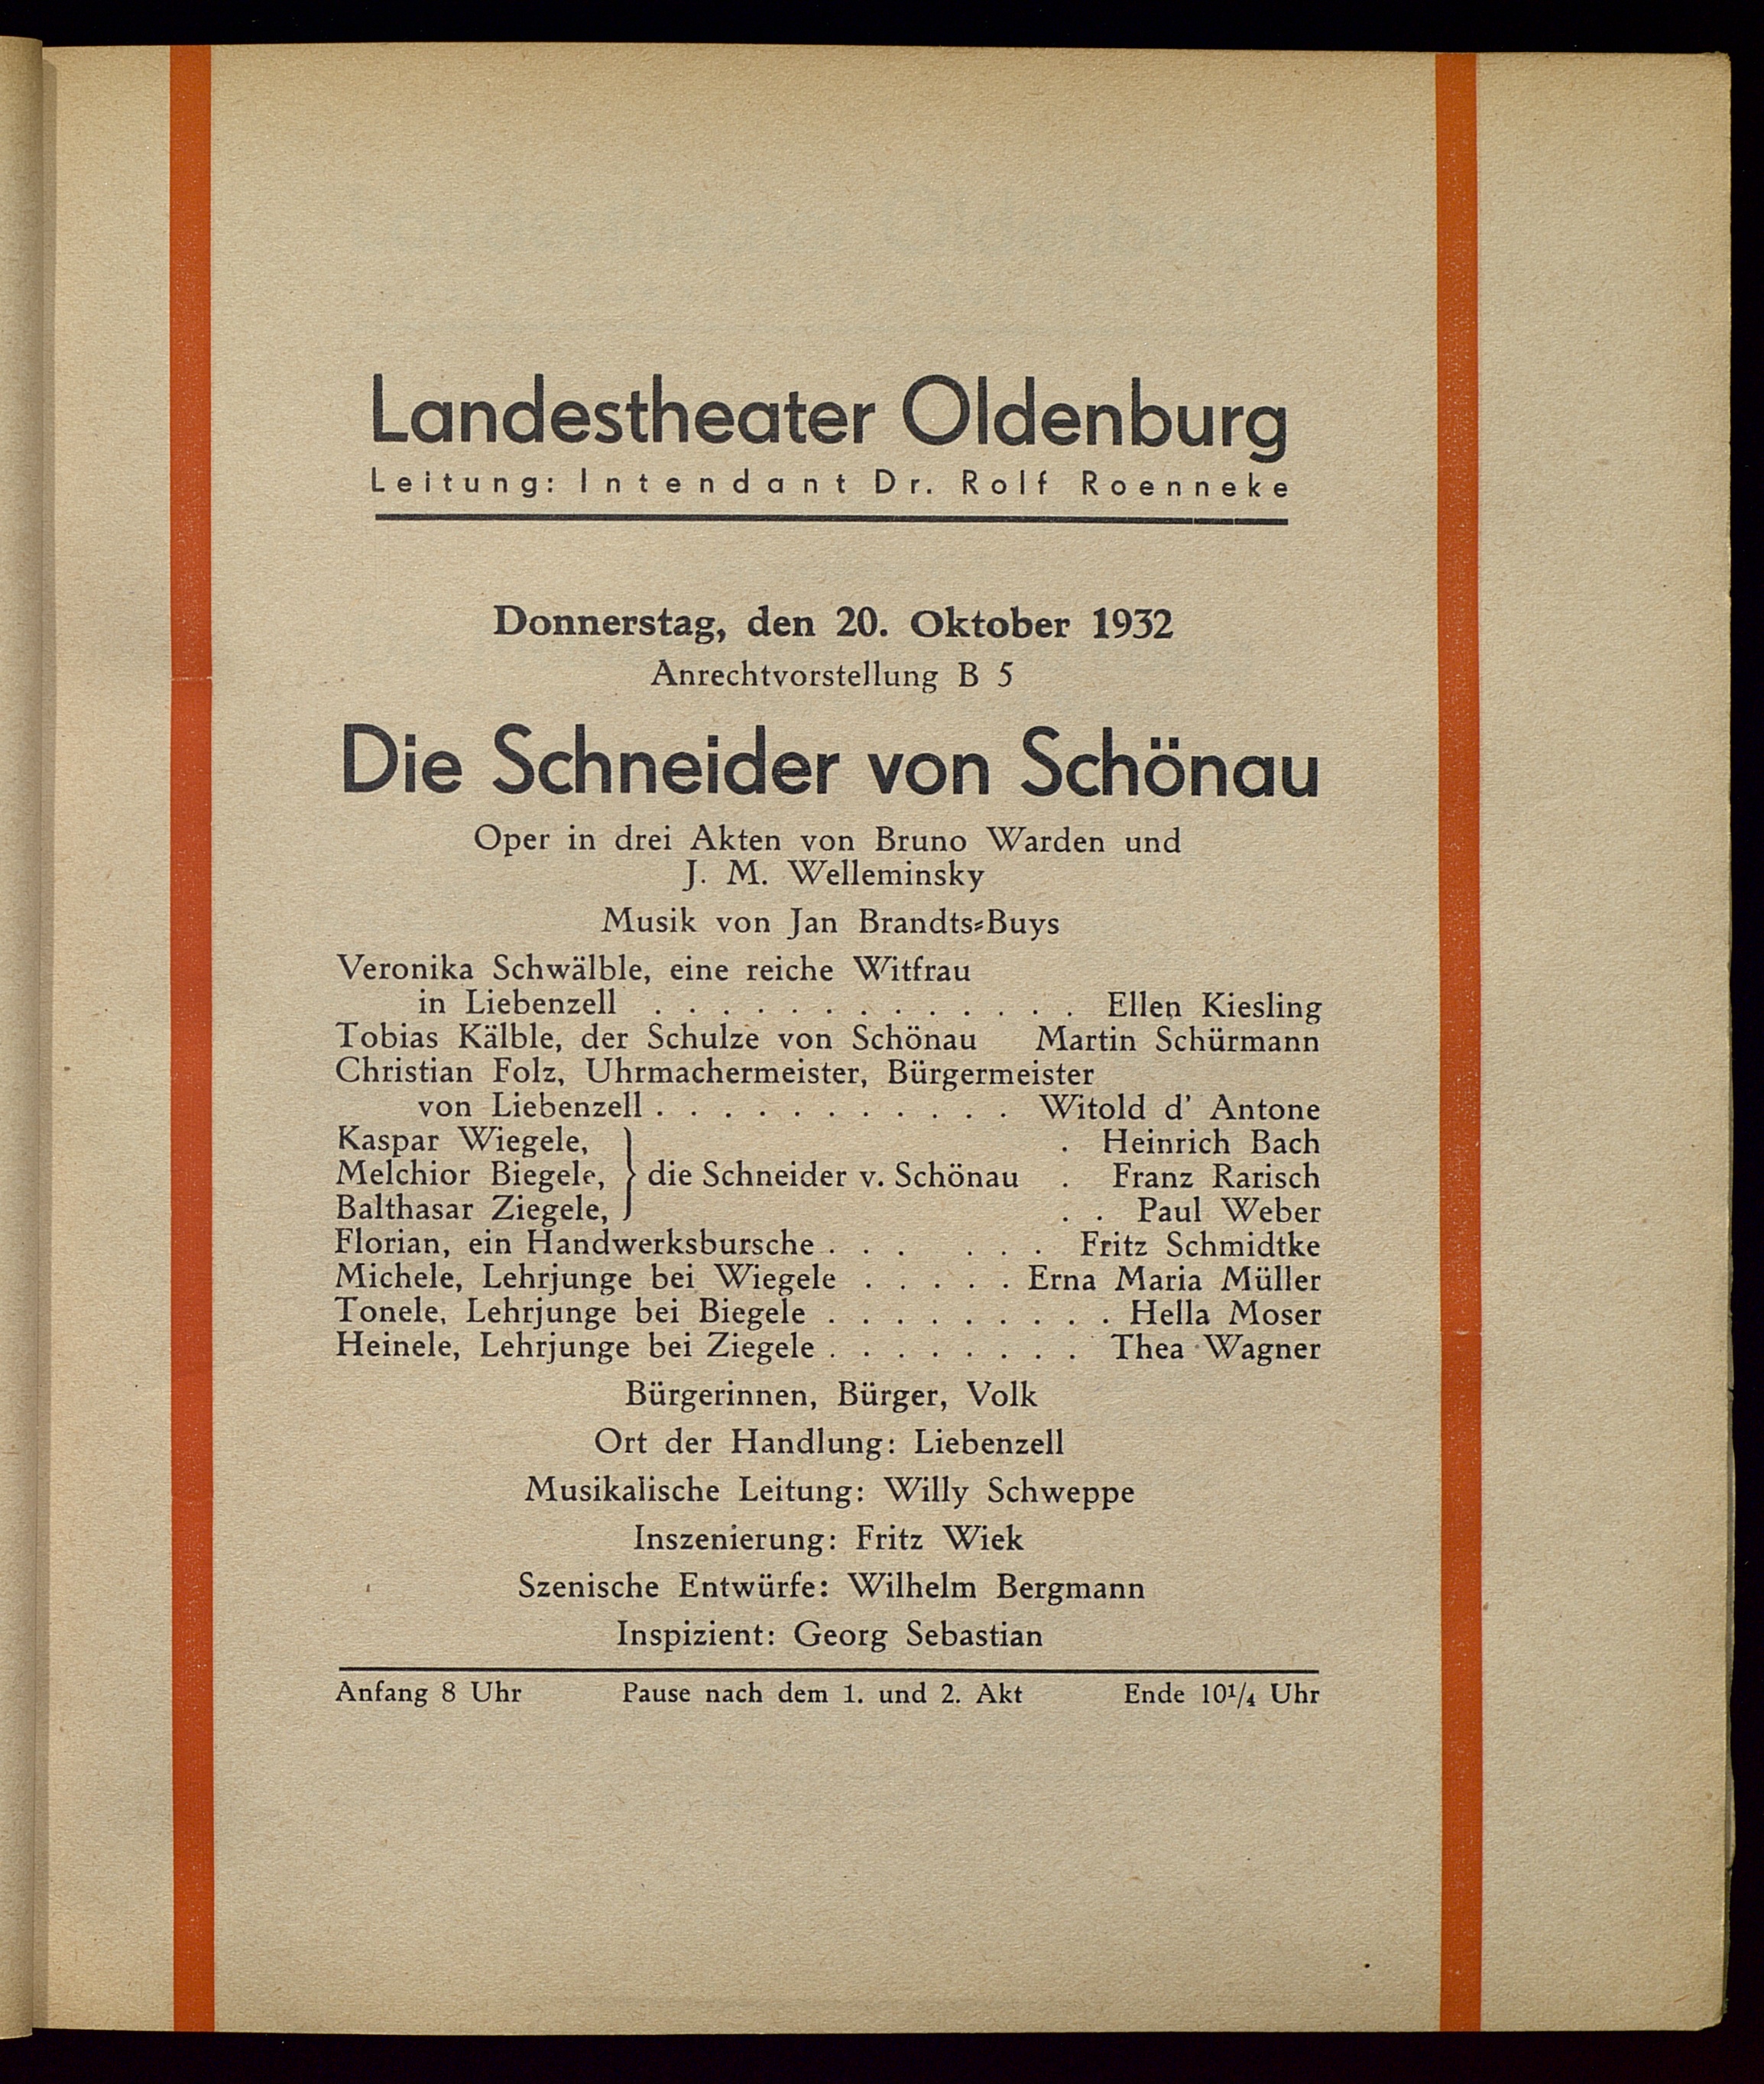 Landestheater Oldenburg
Leitung: Intendant Dr. Rolf Roenneke
Donnerstag, den 20. Oktober 1932
Anrechtvorstellung B 5
Die Schneider von Schönau
Oper in drei Akten von Bruno Warden und
J. M. Welleminsky
Musik von Jan Brandts-Buys
Veronika Schwälble, eine reiche Witfrau
in Liebenzell . . . . . . . . . . . . . Ellen Kiesling
Tobias Kälble, der Schulze von Schönau Martin Schürmann
Christian Folz, Uhrmachermeister, Bürgermeister
von Liebenzell . . . . . . . . . . . Witold d' Antone
Kaspar Wiegele, . Heinrich Bach
Melchior Biegele, } die Schneider v. Schönau . Franz Rarisch
Balthasar Ziegele, . . Paul Weber
Florian, ein Handwerksbursche . . . . . . Fritz Schmidtke
Michele, Lehrjunge bei Wiegele . . . . . Erna Maria Müller
Tonele, Lehrjunge bei Biegele . . . . . . . . . Hella Moser
Heinele, Lehrjunge bei Ziegele . . . . . . . . Thea Wagner
Bürgerinnen, Bürger, Volk
Ort der Handlung: Liebenzell
Musikalische Leitung: Willy Schweppe
Inszenierung: Fritz Wiek
Szenische Entwürfe: Wilhelm Bergmann
Inspizient: Georg Sebastian
Anfang 8 Uhr Pause nach dem 1. und 2. Akt Ende 10¹/₄ Uhr